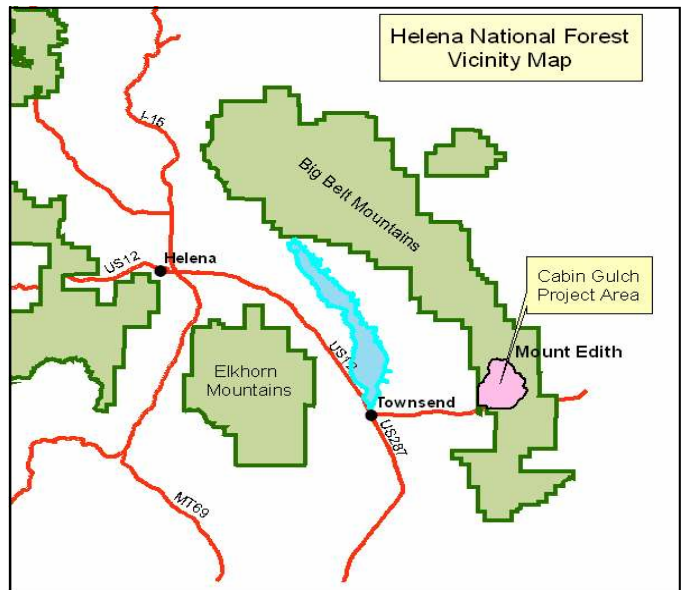 Helena National Forest
Vicinity Map
I-15
Big Belt Mountains
US12
Helena
Cabin Gulch
Project Area
US12
Mount Edith
Elkhorn
Mountains
Townsend
US287
MT69